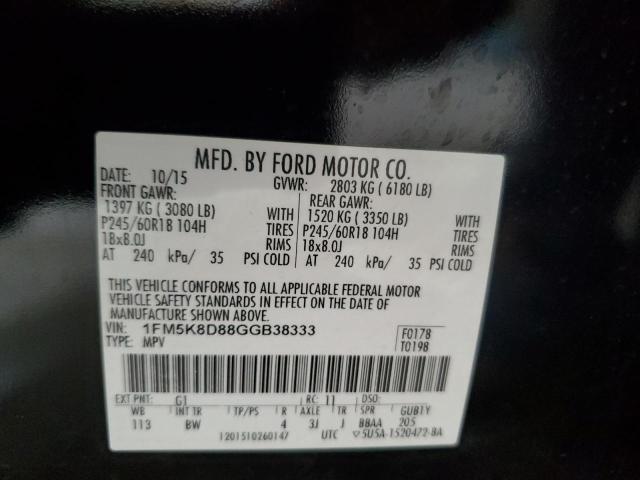 MFD. BY FORD MOTOR CO.
DATE: 10/15 GVWR: 2803 KG ( 6180 LB)
FRONT GAWR: REAR GAWR:
1397 KG ( 3080 LB) WITH 1520 KG ( 3350 LB) WITH
P245/60R18 104H TIRES P245/60R18 104H TIRES
18x8.0J RIMS 18x8.0J RIMS
AT 240 kPa/ 35 PSI COLD AT 240 kPa/ 35 PSI COLD
THIS VEHICLE CONFORMS TO ALL APPLICABLE FEDERAL MOTOR
VEHICLE SAFETY STANDARDS IN EFFECT ON THE DATE OF
MANUFACTURE SHOWN ABOVE.
VIN: 1FM5K8D88GGB38333 F0178
TYPE: MPV T0198
EXT PNT: G1 RC: 11 DSO:
WB INT TR TP/PS R AXLE TR SPR GUB1Y
113 BW 4 3J J BBAA 205
1201510260147 UTC ▽5U5A-1520472-BA